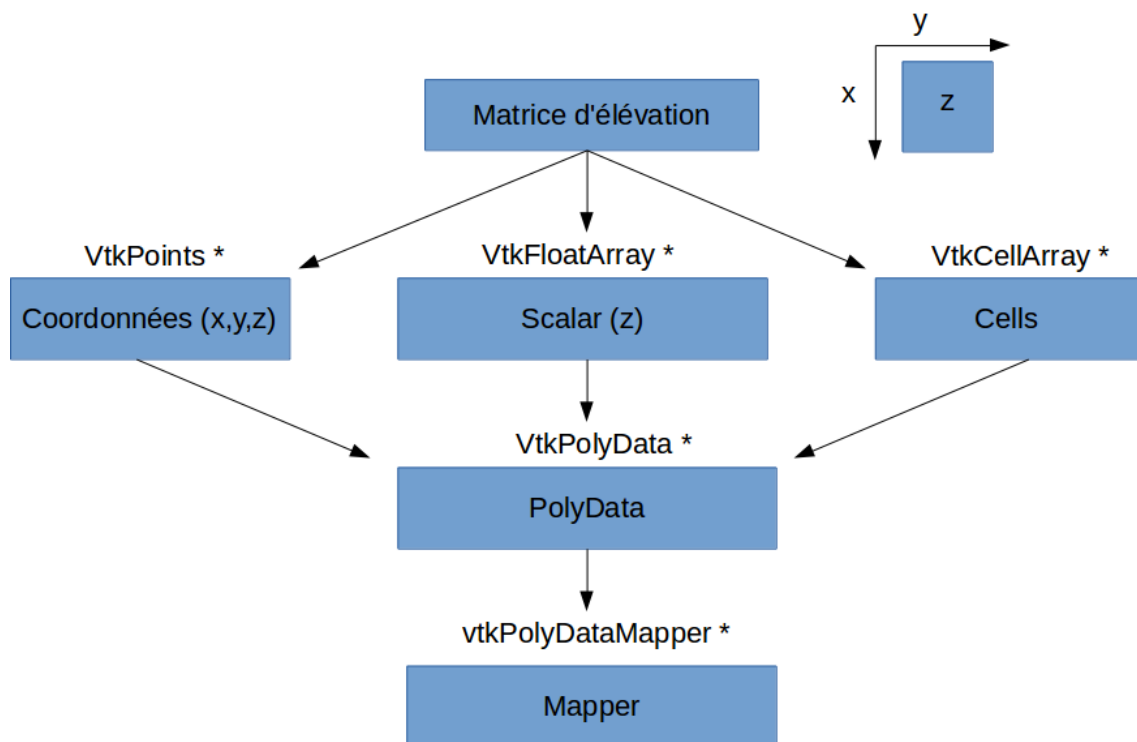 y
x
z
Matrice d'élévation
VtkPoints *
VtkFloatArray *
VtkCellArray *
Coordonnées (x,y,z)
Scalar (z)
Cells
VtkPolyData *
PolyData
vtkPolyDataMapper *
Mapper